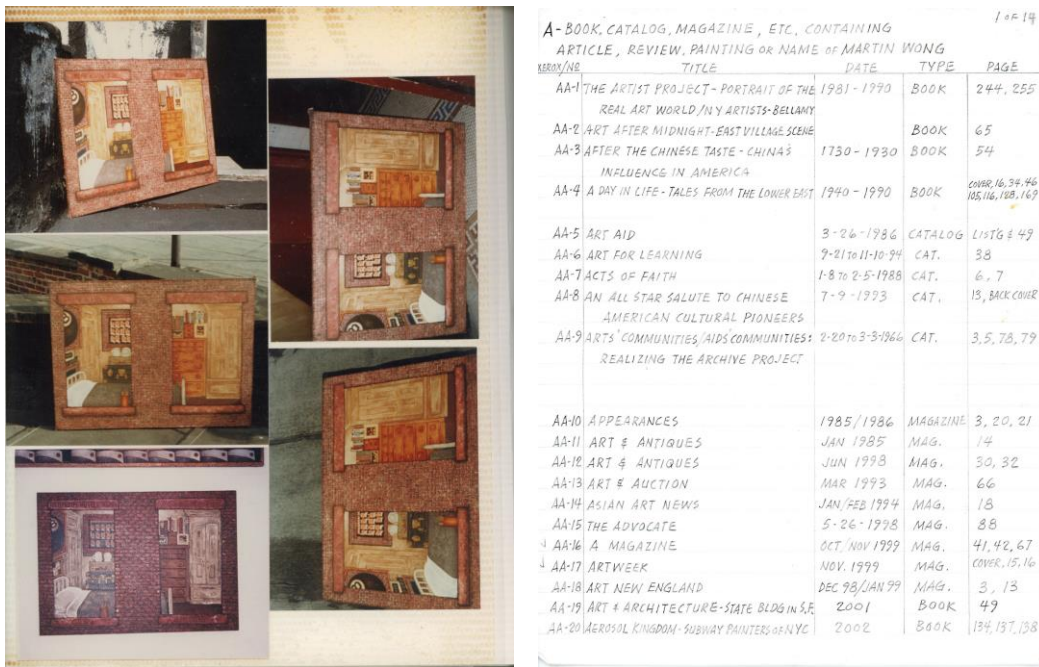 1 OF 14
A-BOOK, CATALOG, MAGAZINE, ETC, CONTAINING
ARTICLE, REVIEW, PAINTING OR NAME OF MARTIN WONG
XEROX/NO TITLE DATE TYPE PAGE
AA-1 THE ARTIST PROJECT-PORTRAIT OF THE 1981-1990 BOOK 244, 255
REAL ART WORLD/NY ARTISTS-BELLAMY
AA-2 ART AFTER MIDNIGHT-EAST VILLAGE SCENE BOOK 65
AA-3 AFTER THE CHINESE TASTE-CHINA'S 1730-1930 BOOK 54
INFLUENCE IN AMERICA
AA-4 A DAY IN LIFE-TALES FROM THE LOWER EAST 1940-1990 BOOK COVER, 16, 34, 46
105, 116, 188, 169
AA-5 ART AID 3-26-1986 CATALOG LIST'G & 49
AA-6 ART FOR LEARNING 9-21 TO 11-10-94 CAT. 38
AA-7 ACTS OF FAITH 1-8 TO 2-5-1988 CAT. 6, 7
AA-8 AN ALL STAR SALUTE TO CHINESE 7-9-1993 CAT. 13, BACK COVER
AMERICAN CULTURAL PIONEERS
AA-9 ARTS' COMMUNITIES/AIDS' COMMUNITIES: 2-20 TO 3-3-1966 CAT. 3, 5, 78, 79
REALIZING THE ARCHIVE PROJECT
AA-10 APPEARANCES 1985/1986 MAGAZINE 3, 20, 21
AA-11 ART & ANTIQUES JAN 1985 MAG. 14
AA-12 ART & ANTIQUES JUN 1998 MAG. 30, 32
AA-13 ART & AUCTION MAR 1993 MAG. 66
AA-14 ASIAN ART NEWS JAN/FEB 1994 MAG. 18
AA-15 THE ADVOCATE 5-26-1998 MAG. 88
AA-16 A MAGAZINE OCT/NOV 1999 MAG. 41, 42, 67
AA-17 ARTWEEK NOV. 1999 MAG. COVER, 15, 16
AA-18 ART NEW ENGLAND DEC 98/JAN 99 MAG. 3, 13
AA-19 ART & ARCHITECTURE-STATE BLDG IN S.F. 2001 BOOK 49
AA-20 AEROSOL KINGDOM-SUBWAY PAINTERS OF NYC 2002 BOOK 134, 137, 138